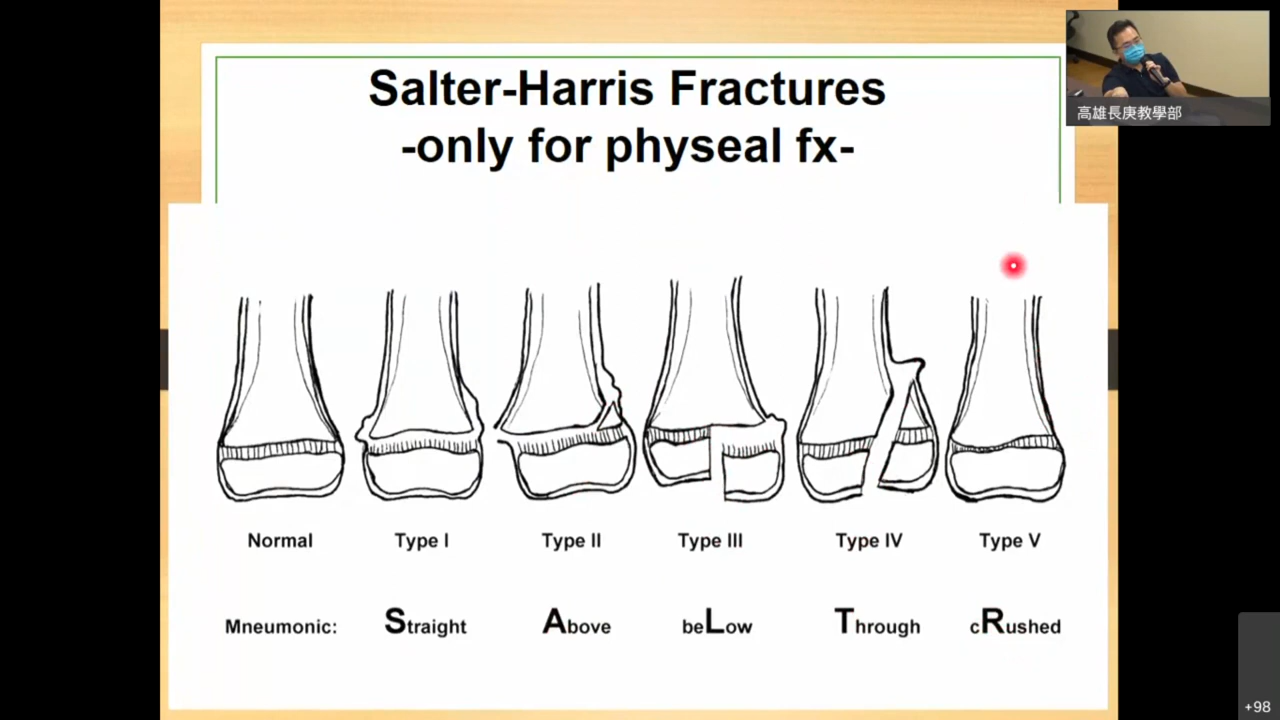 Salter-Harris Fractures
-only for physeal fx-
高雄長庚教學部
Normal
Type I
Type II
Type III
Type IV
Type V
Mneumonic:
Straight
Above
beLow
Through
cRushed
+98